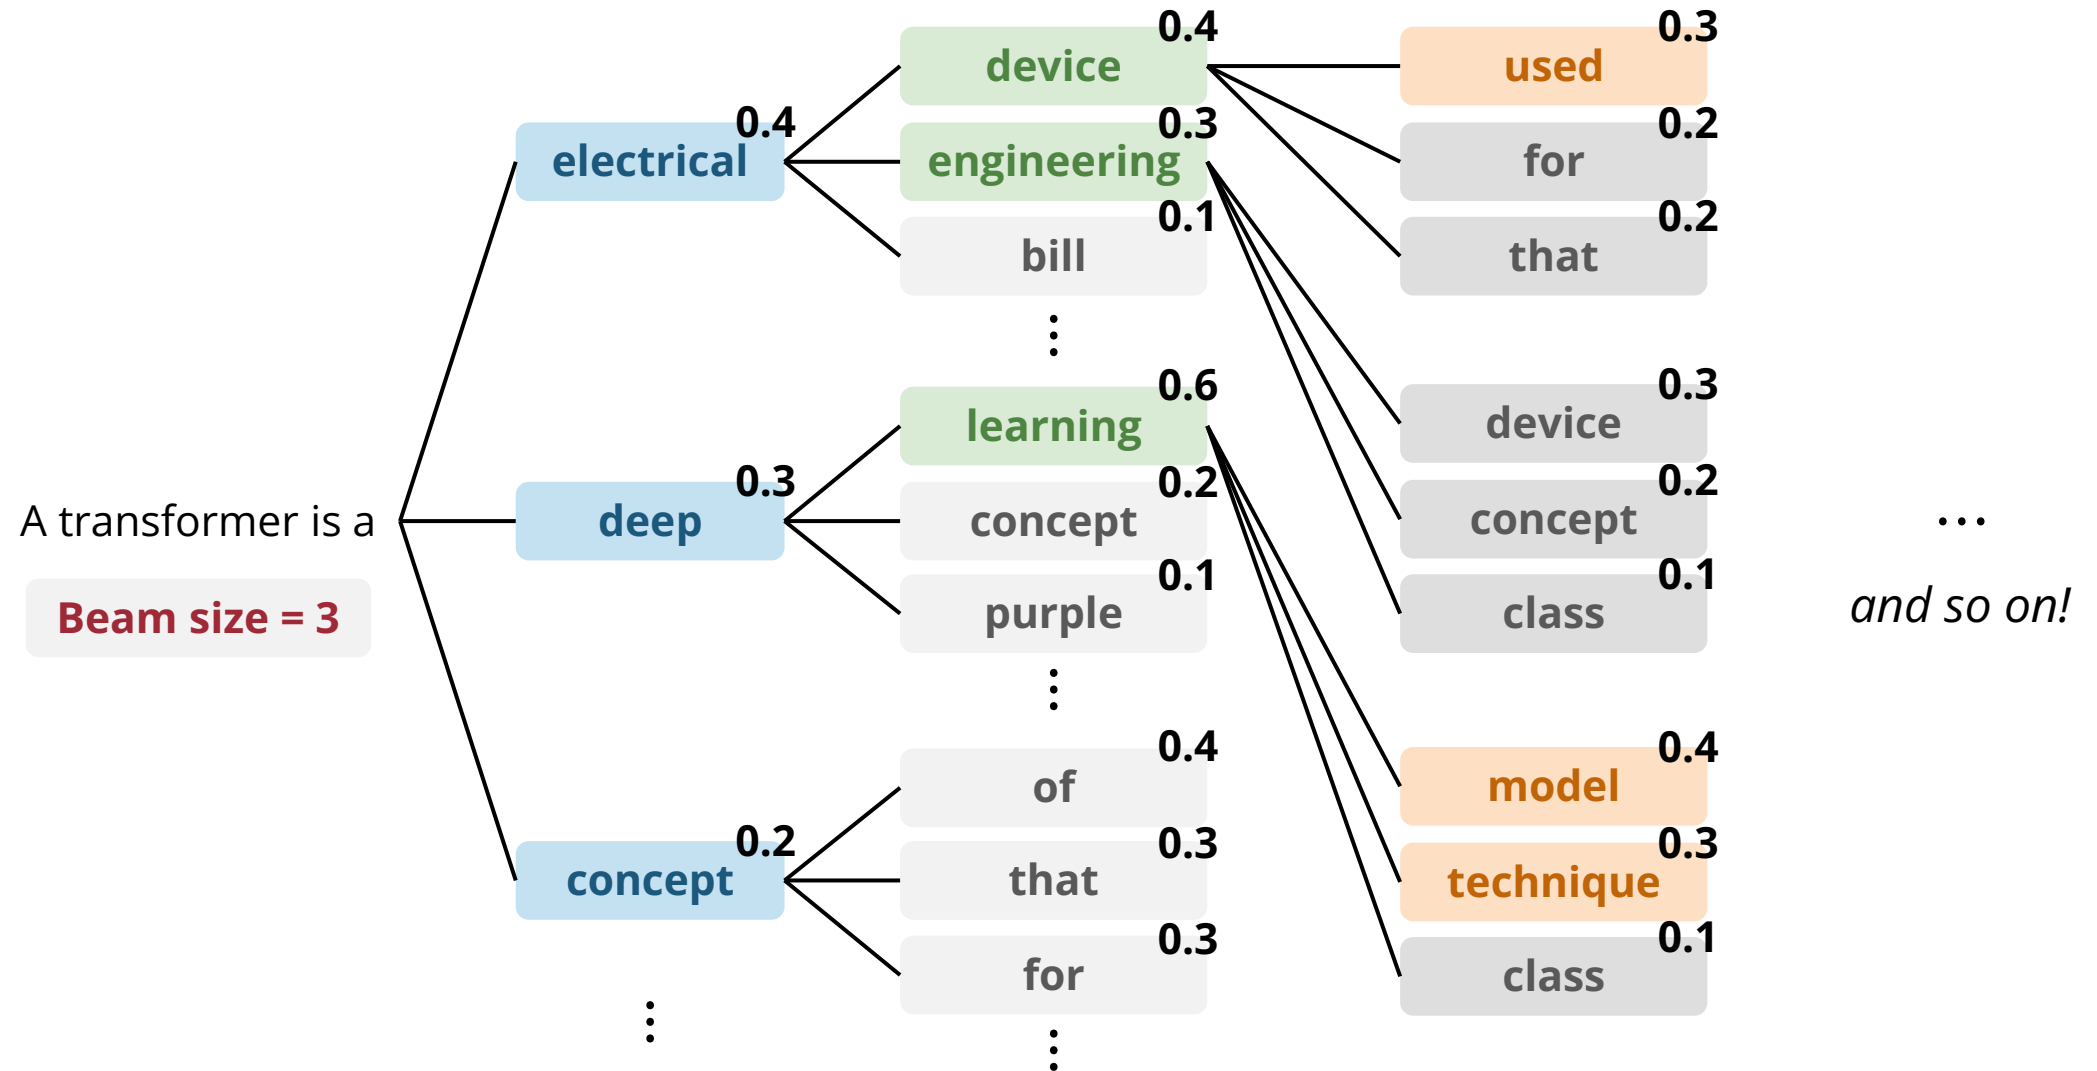 A transformer is a
Beam size = 3
0.4
electrical
0.3
deep
0.2
concept
⋮
0.4
device
0.3
engineering
0.1
bill
⋮
0.6
learning
0.2
concept
0.1
purple
⋮
0.4
of
0.3
that
0.3
for
⋮
0.3
used
0.2
for
0.2
that
0.3
device
0.2
concept
0.1
class
0.4
model
0.3
technique
0.1
class
...
and so on!